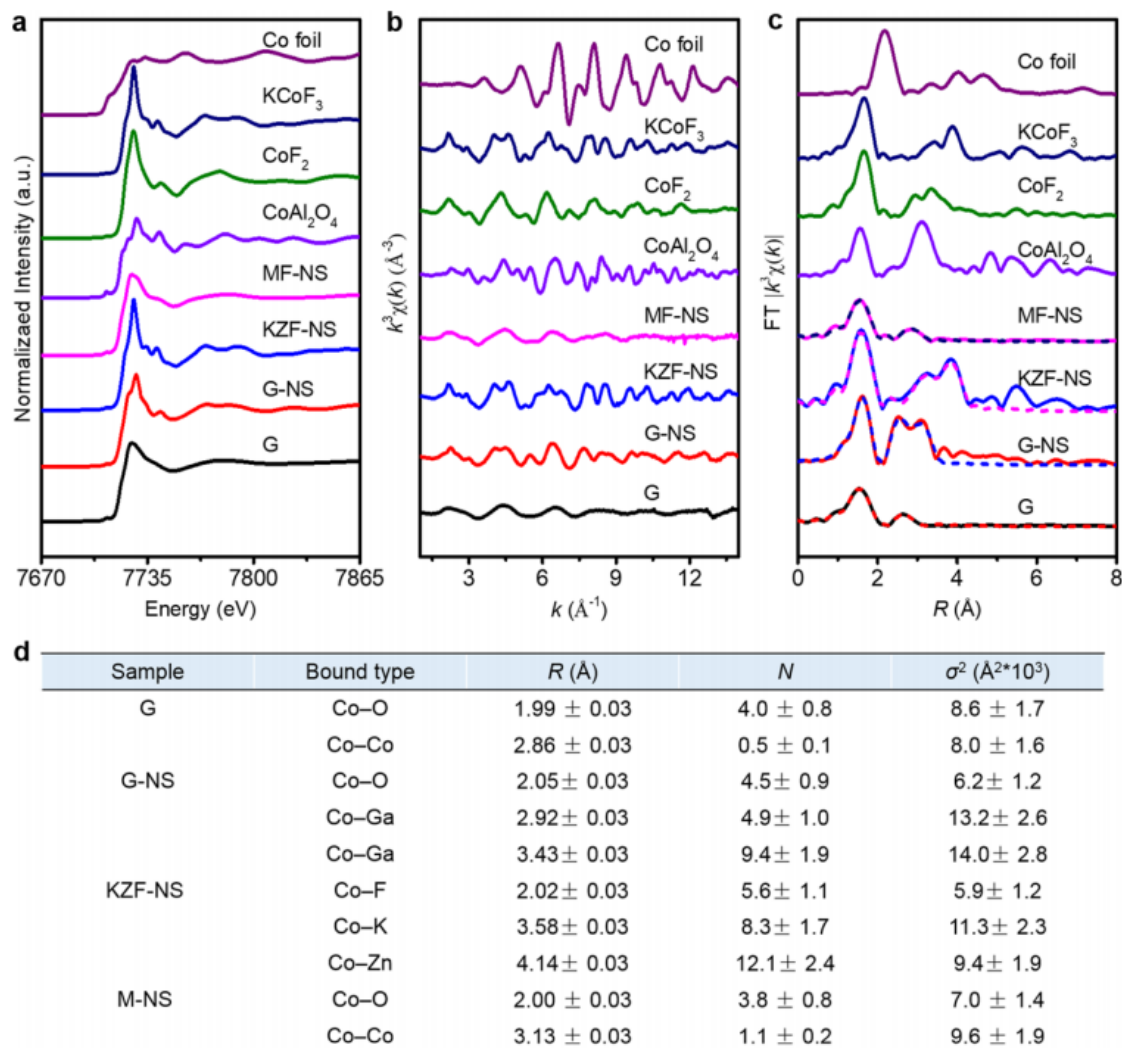 a
Co foil
KCoF₃
CoF₂
CoAl₂O₄
MF-NS
KZF-NS
G-NS
G
Normalized Intensity (a.u.)
7670 7735 7800 7865
Energy (eV)
b
Co foil
KCoF₃
CoF₂
CoAl₂O₄
MF-NS
KZF-NS
G-NS
G
k³χ(k) (Å⁻³)
3 6 9 12
k (Å⁻¹)
c
Co foil
KCoF₃
CoF₂
CoAl₂O₄
MF-NS
KZF-NS
G-NS
G
FT |k³χ(k)|
0 2 4 6 8
R (Å)
d
Sample Bound type R (Å) N σ² (Å²*10³)
G Co–O 1.99 ± 0.03 4.0 ± 0.8 8.6 ± 1.7
Co–Co 2.86 ± 0.03 0.5 ± 0.1 8.0 ± 1.6
G-NS Co–O 2.05 ± 0.03 4.5 ± 0.9 6.2 ± 1.2
Co–Ga 2.92 ± 0.03 4.9 ± 1.0 13.2 ± 2.6
Co–Ga 3.43 ± 0.03 9.4 ± 1.9 14.0 ± 2.8
KZF-NS Co–F 2.02 ± 0.03 5.6 ± 1.1 5.9 ± 1.2
Co–K 3.58 ± 0.03 8.3 ± 1.7 11.3 ± 2.3
Co–Zn 4.14 ± 0.03 12.1 ± 2.4 9.4 ± 1.9
M-NS Co–O 2.00 ± 0.03 3.8 ± 0.8 7.0 ± 1.4
Co–Co 3.13 ± 0.03 1.1 ± 0.2 9.6 ± 1.9